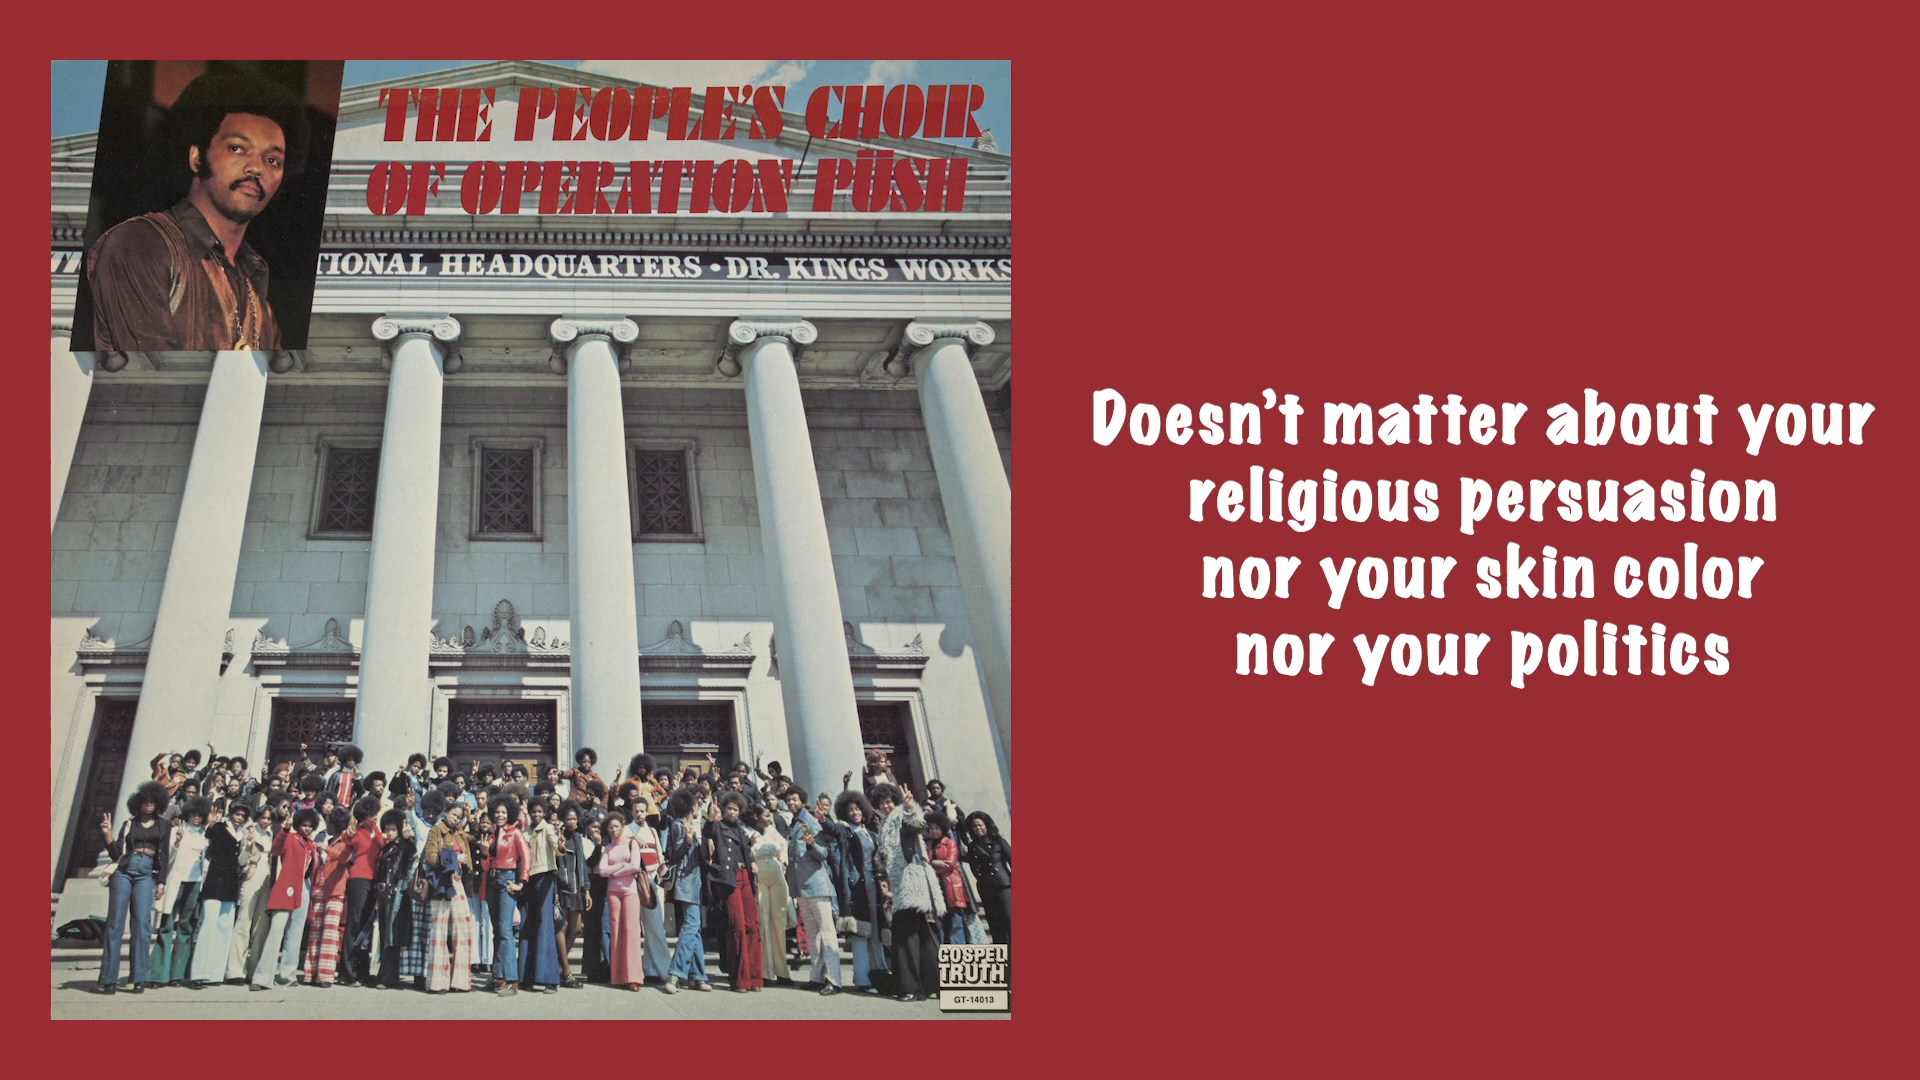 THE PEOPLE'S CHOIR
OF OPERATION PÜSH
TIONAL HEADQUARTERS • DR. KINGS WORKS
GOSPEL
TRUTH
GT-14013
Doesn't matter about your
religious persuasion
nor your skin color
nor your politics